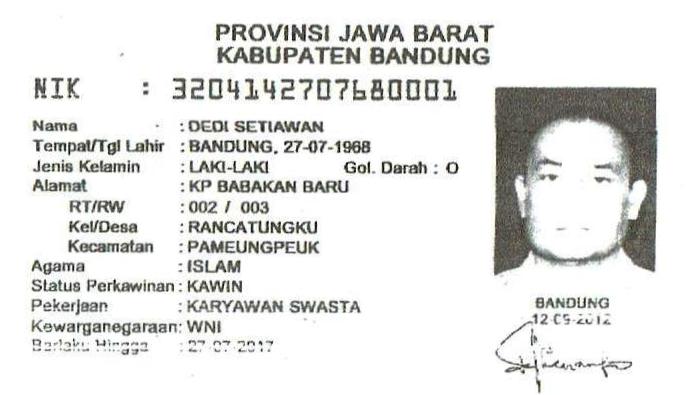 PROVINSI JAWA BARAT
KABUPATEN BANDUNG
NIK : 3204142707680001
Nama : DEDI SETIAWAN
Tempat/Tgl Lahir : BANDUNG, 27-07-1968
Jenis Kelamin : LAKI-LAKI Gol. Darah : O
Alamat : KP BABAKAN BARU
RT/RW : 002 / 003
Kel/Desa : RANCATUNGKU
Kecamatan : PAMEUNGPEUK
Agama : ISLAM
Status Perkawinan : KAWIN
Pekerjaan : KARYAWAN SWASTA
Kewarganegaraan: WNI
Berlaku Hingga : 27-07-2017
BANDUNG
12-09-2012